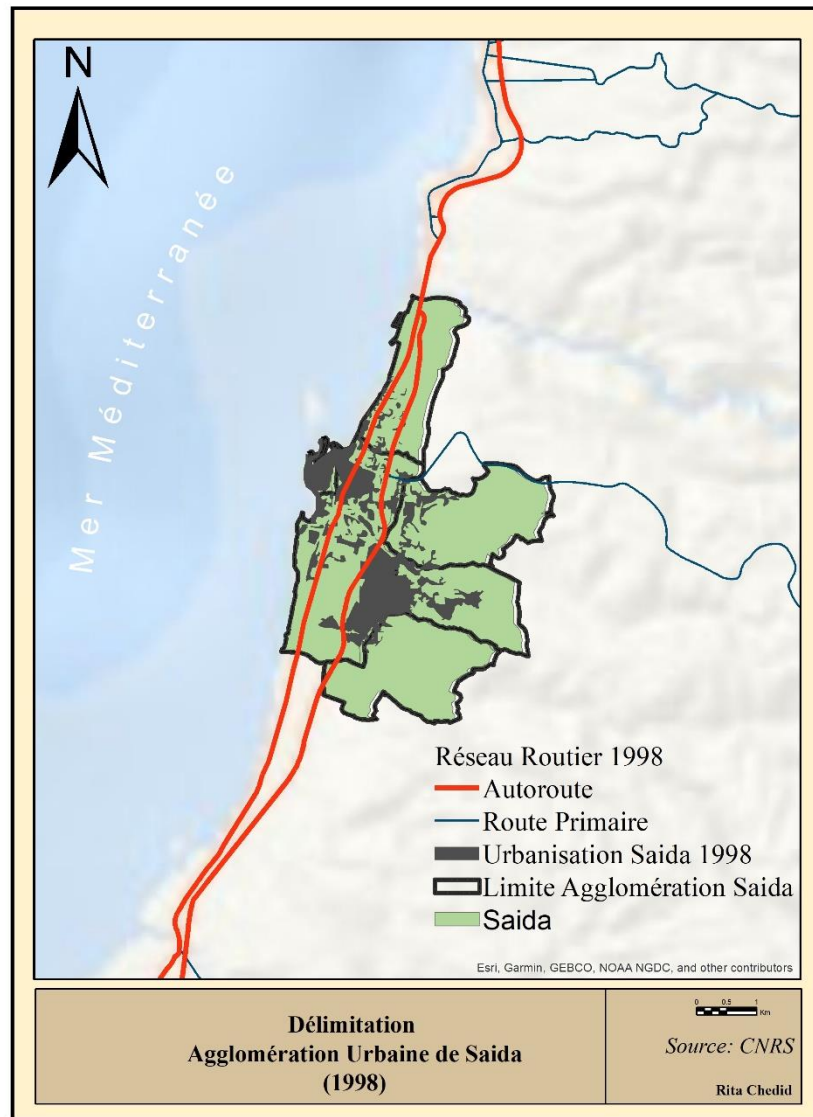 N
Mer Méditerranée
Réseau Routier 1998
Autoroute
Route Primaire
Urbanisation Saida 1998
Limite Agglomération Saida
Saida
Esri, Garmin, GEBCO, NOAA NGDC, and other contributors
Délimitation
Agglomération Urbaine de Saida
(1998)
0 0.5 1
Km
Source: CNRS
Rita Chedid